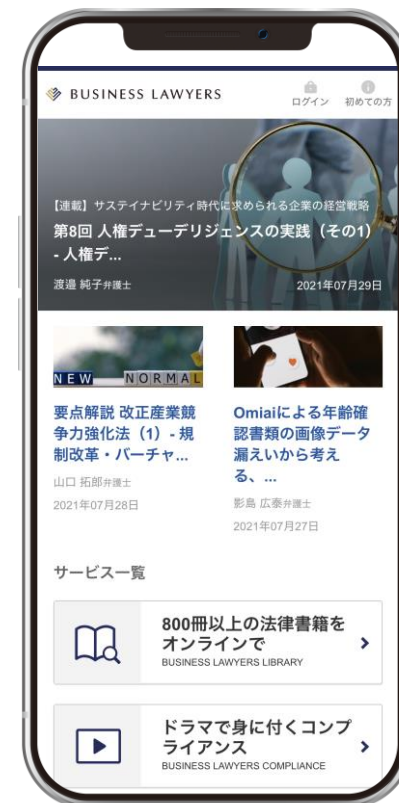 BUSINESS LAWYERS
ログイン
初めての方
【連載】サステイナビリティ時代に求められる企業の経営戦略
第8回 人権デューデリジェンスの実践（その1）
- 人権デ...
渡邉 純子弁護士
2021年07月29日
NEW NORMAL
要点解説 改正産業競
争力強化法（1）- 規
制改革・バーチャ...
山口 拓郎弁護士
2021年07月28日
Omiaiによる年齢確
認書類の画像データ
漏えいから考え
る、...
影島 広泰弁護士
2021年07月27日
サービス一覧
800冊以上の法律書籍を
オンラインで
BUSINESS LAWYERS LIBRARY
ドラマで身に付くコンプ
ライアンス
BUSINESS LAWYERS COMPLIANCE